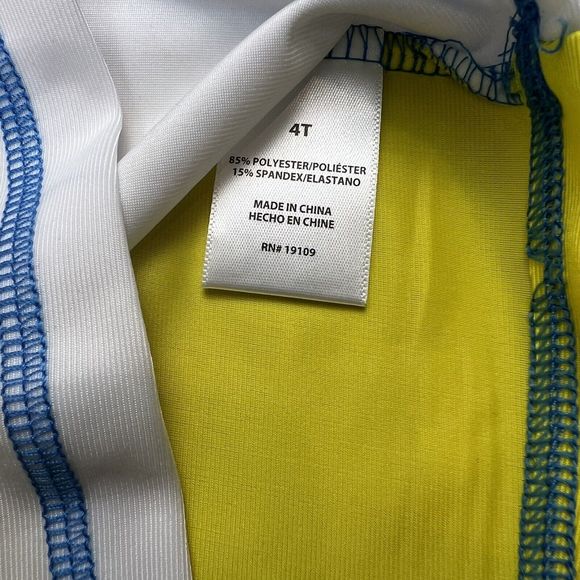 4T
85% POLYESTER/POLIÉSTER
15% SPANDEX/ELASTANO
MADE IN CHINA
HECHO EN CHINE
RN# 19109